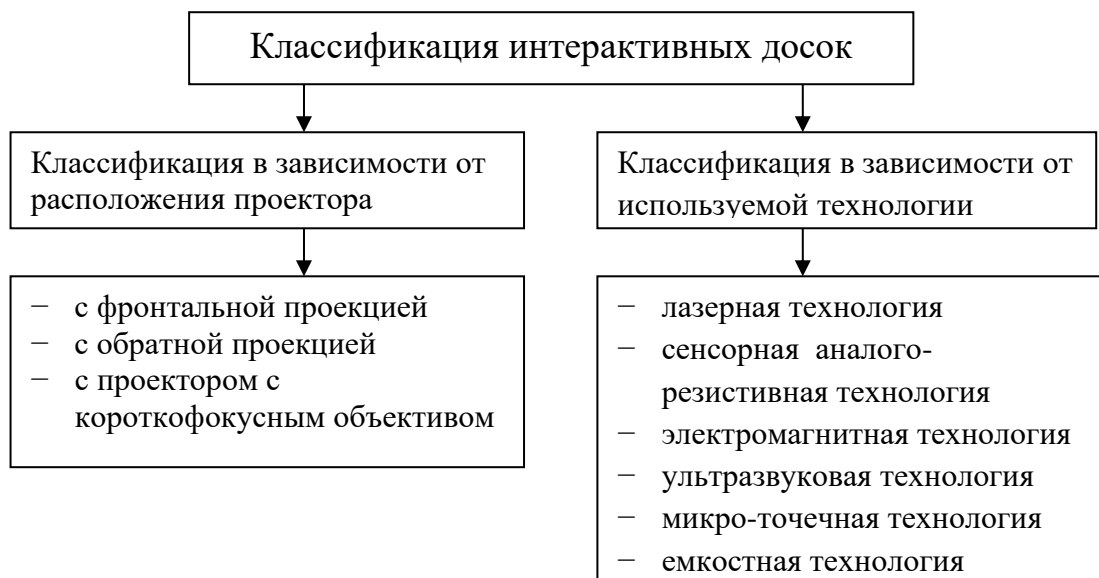 Классификация интерактивных досок
Классификация в зависимости от
расположения проектора
Классификация в зависимости от
используемой технологии
− с фронтальной проекцией
− с обратной проекцией
− с проектором с
короткофокусным объективом
− лазерная технология
− сенсорная аналого-
резистивная технология
− электромагнитная технология
− ультразвуковая технология
− микро-точечная технология
− емкостная технология